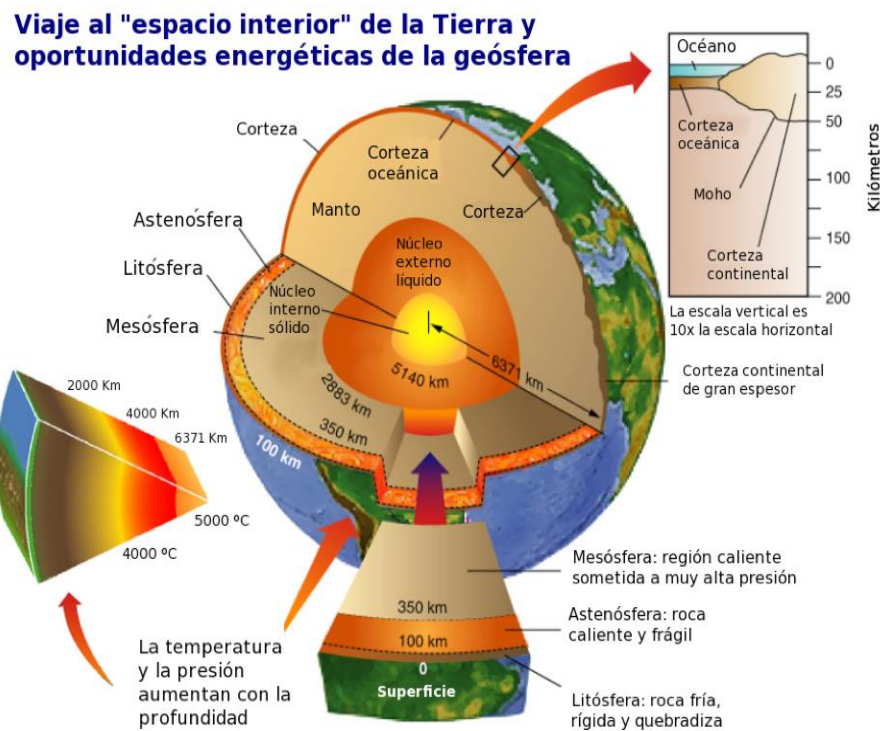 Viaje al "espacio interior" de la Tierra y
oportunidades energéticas de la geósfera
Océano
0
25
50
100
150
200
Kilómetros
Corteza
oceánica
Moho
Corteza
continental
La escala vertical es
10x la escala horizontal
Corteza
Corteza
oceánica
Manto
Corteza
Astenósfera
Litósfera
Mesósfera
Núcleo
externo
líquido
Núcleo
interno
sólido
6371 km
5140 km
2883 km
350 km
100 km
Corteza continental
de gran espesor
2000 Km
4000 Km
6371 Km
5000 ºC
4000 ºC
Mesósfera: región caliente
sometida a muy alta presión
350 km
Astenósfera: roca
caliente y frágil
100 km
0
Superficie
Litósfera: roca fría,
rígida y quebradiza
La temperatura
y la presión
aumentan con la
profundidad